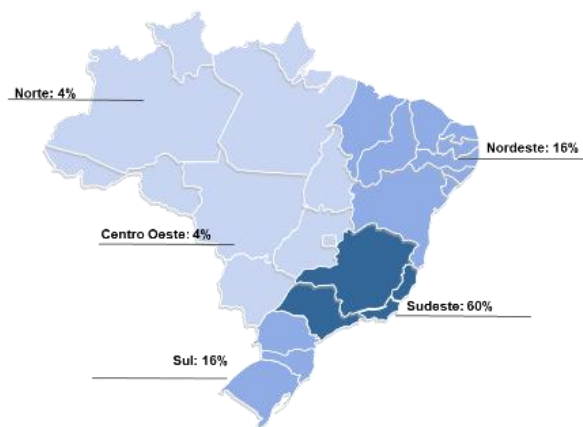 Norte: 4%
Nordeste: 16%
Centro Oeste: 4%
Sudeste: 60%
Sul: 16%